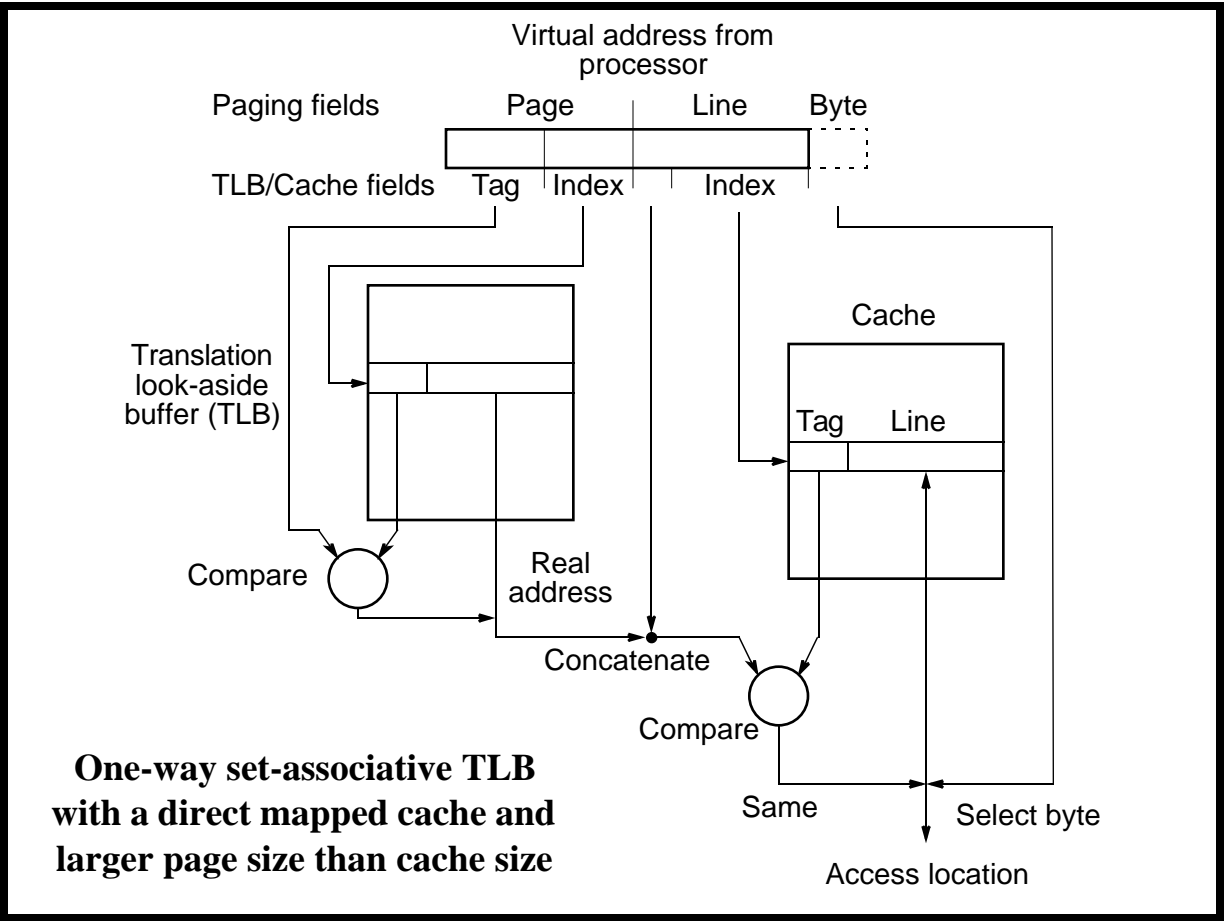 Virtual address from
processor
Paging fields
Page
Line
Byte
TLB/Cache fields
Tag
Index
Index
Cache
Translation
look-aside
buffer (TLB)
Tag
Line
Compare
Real
address
Concatenate
Compare
Same
Select byte
Access location
One-way set-associative TLB
with a direct mapped cache and
larger page size than cache size